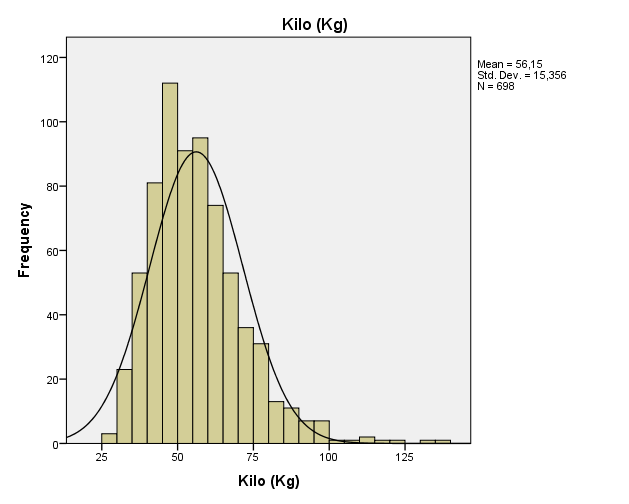 Kilo (Kg)
Mean = 56,15
Std. Dev. = 15,356
N = 698
120
100
80
60
40
20
0
Frequency
25 50 75 100 125
Kilo (Kg)